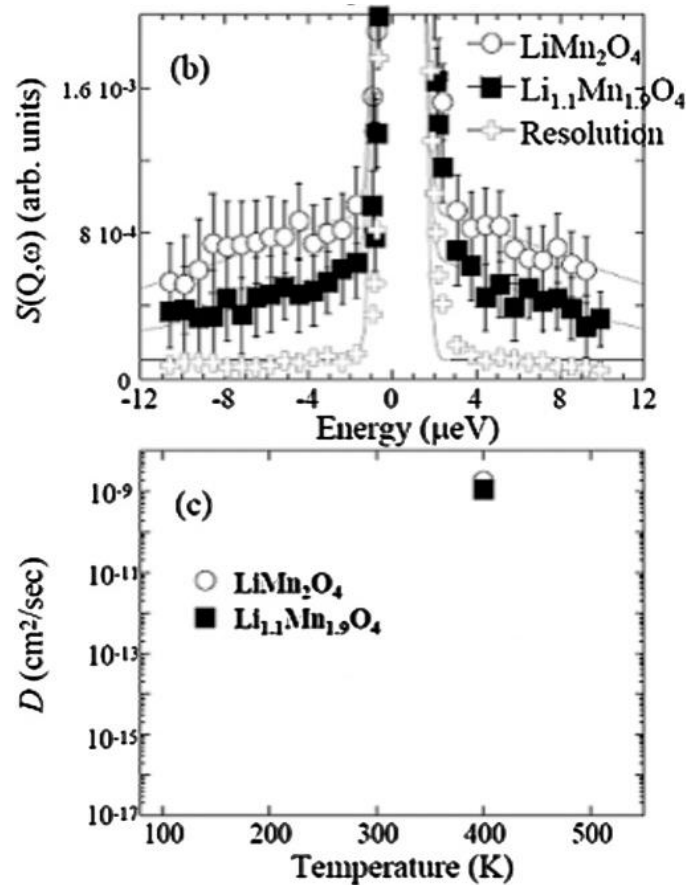 (b)
LiMn₂O₄
Li₁.₁Mn₁.₉O₄
Resolution
S(Q,ω) (arb. units)
1.6 10⁻³
8 10⁻⁴
0
-12 -8 -4 0 4 8 12
Energy (μeV)
(c)
LiMn₂O₄
Li₁.₁Mn₁.₉O₄
D (cm²/sec)
10⁻⁹
10⁻¹¹
10⁻¹³
10⁻¹⁵
10⁻¹⁷
100 200 300 400 500
Temperature (K)